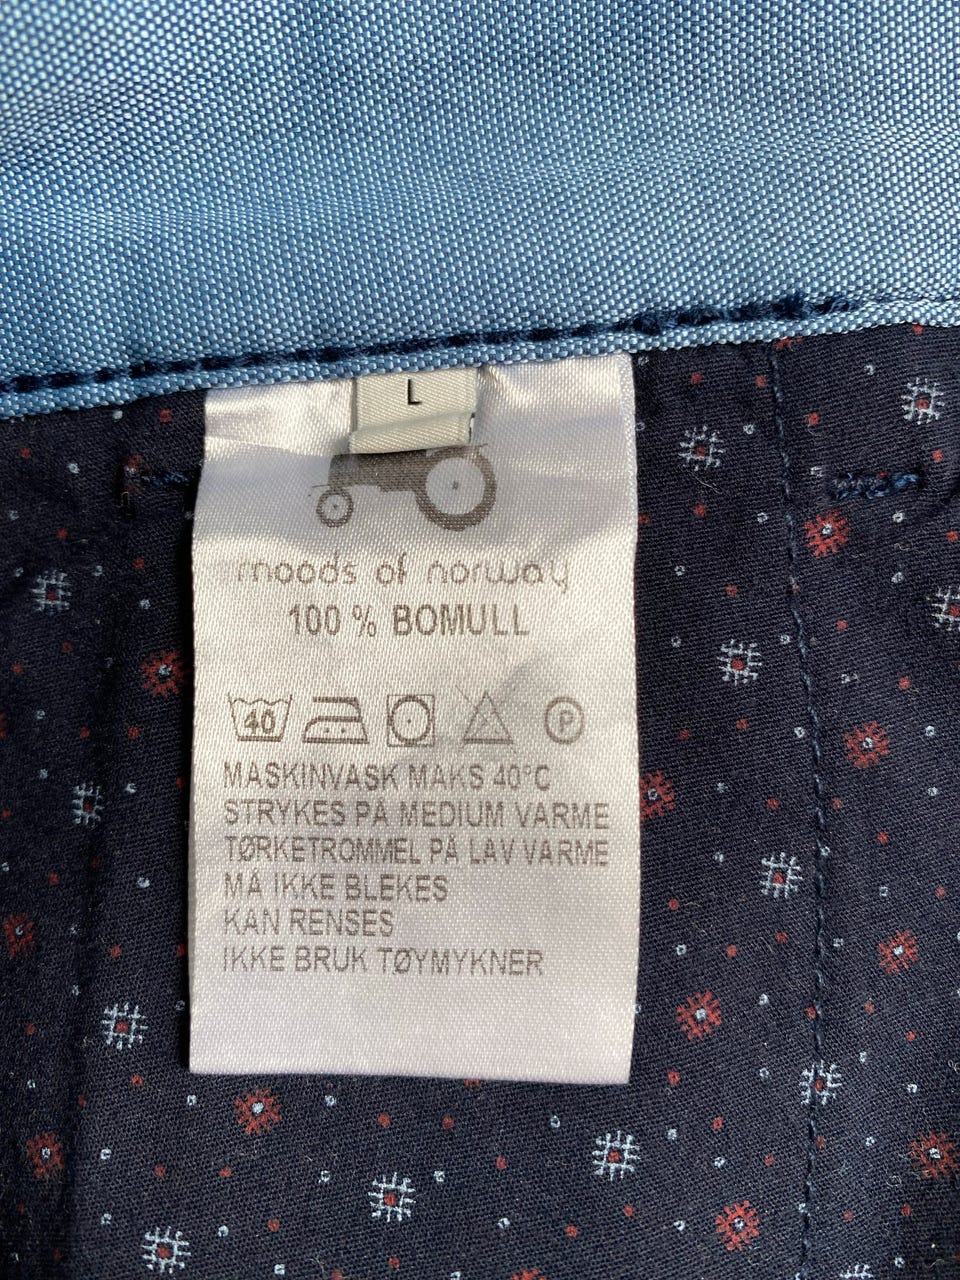 L
moods of norway
100 % BOMULL
40 P
MASKINVASK MAKS 40°C
STRYKES PÅ MEDIUM VARME
TØRKETROMMEL PÅ LAV VARME
MÅ IKKE BLEKES
KAN RENSES
IKKE BRUK TØYMYKNER